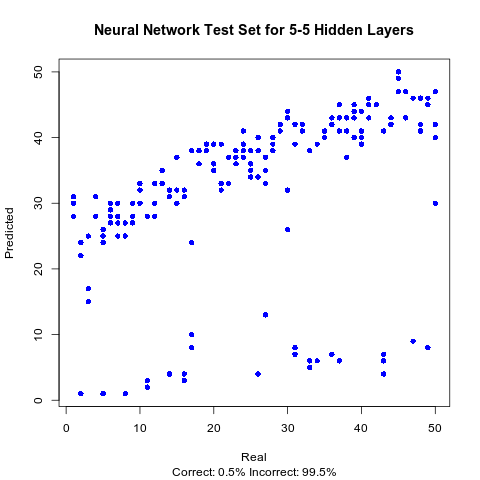 Neural Network Test Set for 5-5 Hidden Layers
Predicted
50
40
30
20
10
0
0 10 20 30 40 50
Real
Correct: 0.5% Incorrect: 99.5%